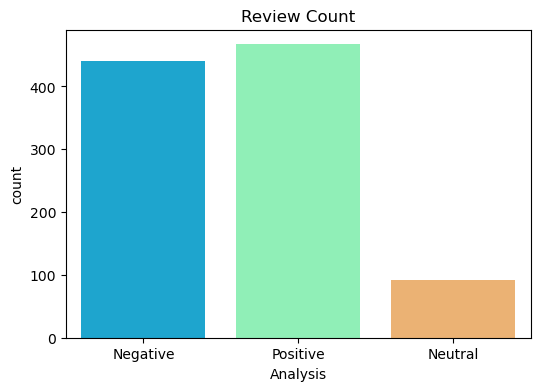 Review Count
count
400
300
200
100
0
Negative Positive Neutral
Analysis